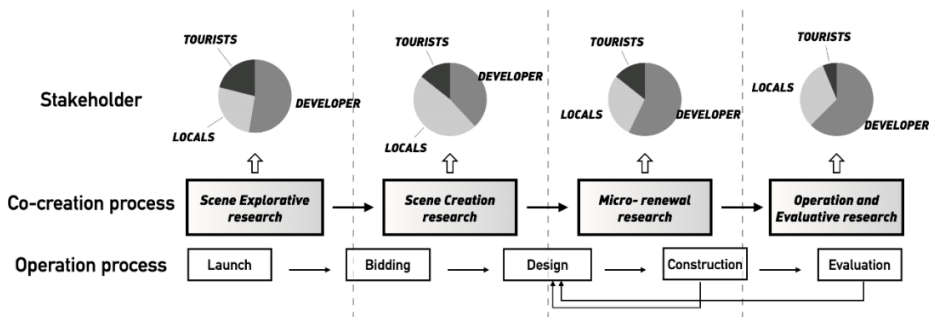 Stakeholder
TOURISTS
DEVELOPER
LOCALS
TOURISTS
DEVELOPER
LOCALS
TOURISTS
LOCALS
DEVELOPER
TOURISTS
LOCALS
DEVELOPER
Co-creation process
Scene Explorative
research
Scene Creation
research
Micro- renewal
research
Operation and
Evaluative research
Operation process
Launch
Bidding
Design
Construction
Evaluation